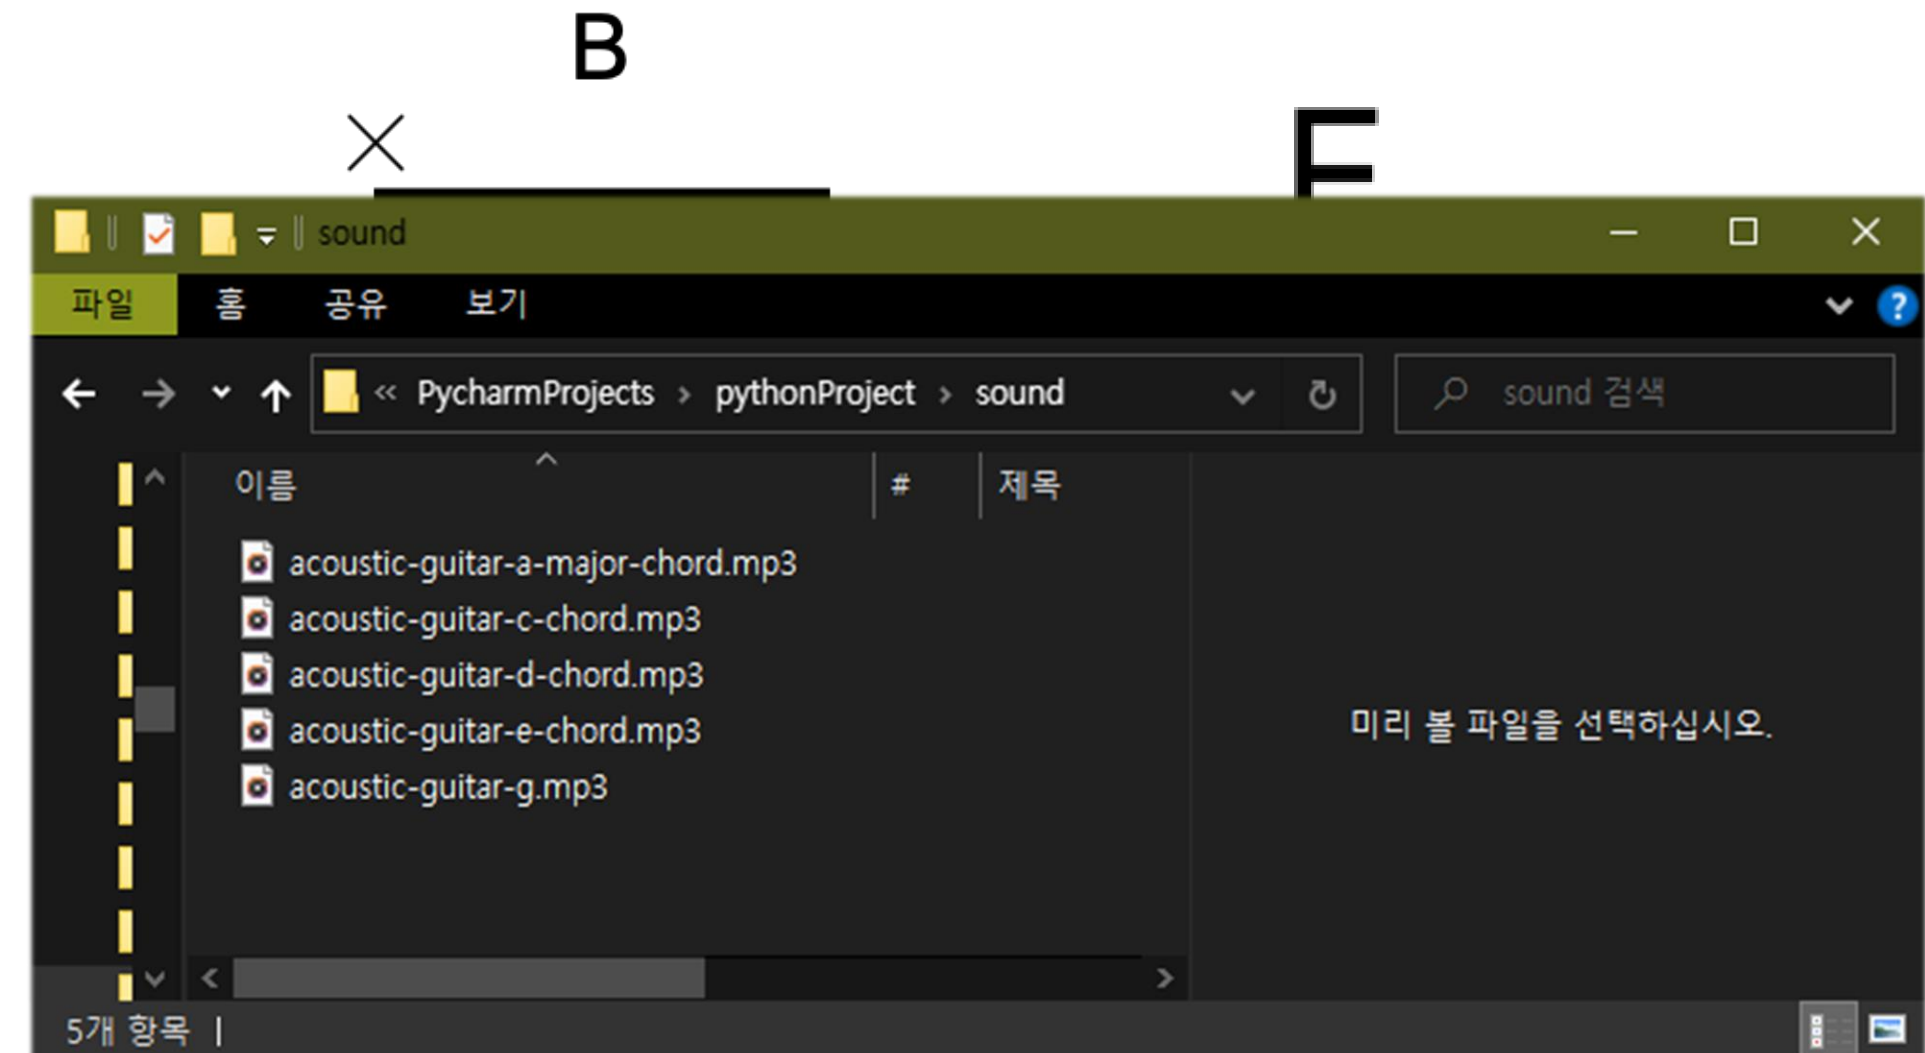 B
F
sound
파일 홈 공유 보기
« PycharmProjects › pythonProject › sound
sound 검색
이름 # 제목
acoustic-guitar-a-major-chord.mp3
acoustic-guitar-c-chord.mp3
acoustic-guitar-d-chord.mp3
acoustic-guitar-e-chord.mp3
acoustic-guitar-g.mp3
미리 볼 파일을 선택하십시오.
5개 항목